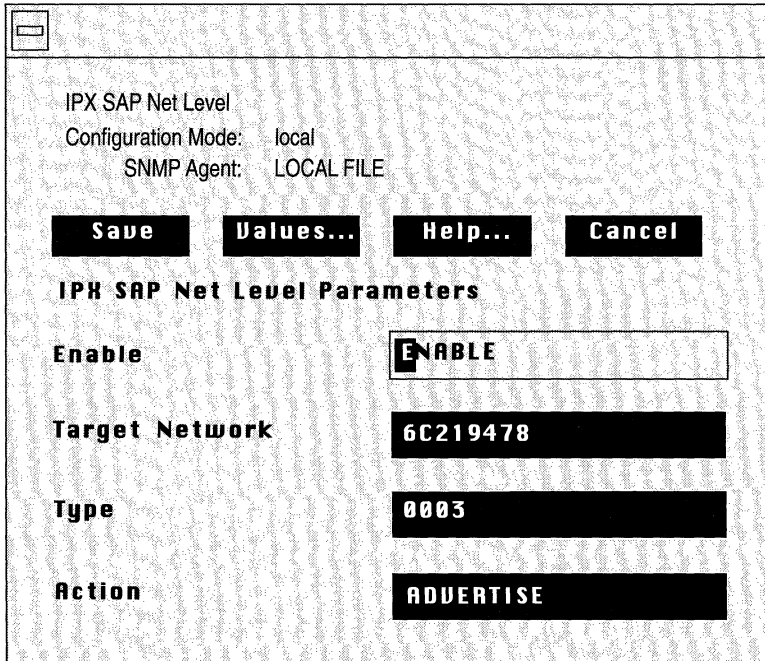 IPX SAP Net Level
Configuration Mode: local
SNMP Agent: LOCAL FILE
Save Values... Help... Cancel
IPX SAP Net Level Parameters
Enable ENABLE
Target Network 6C219478
Type 0003
Action ADVERTISE